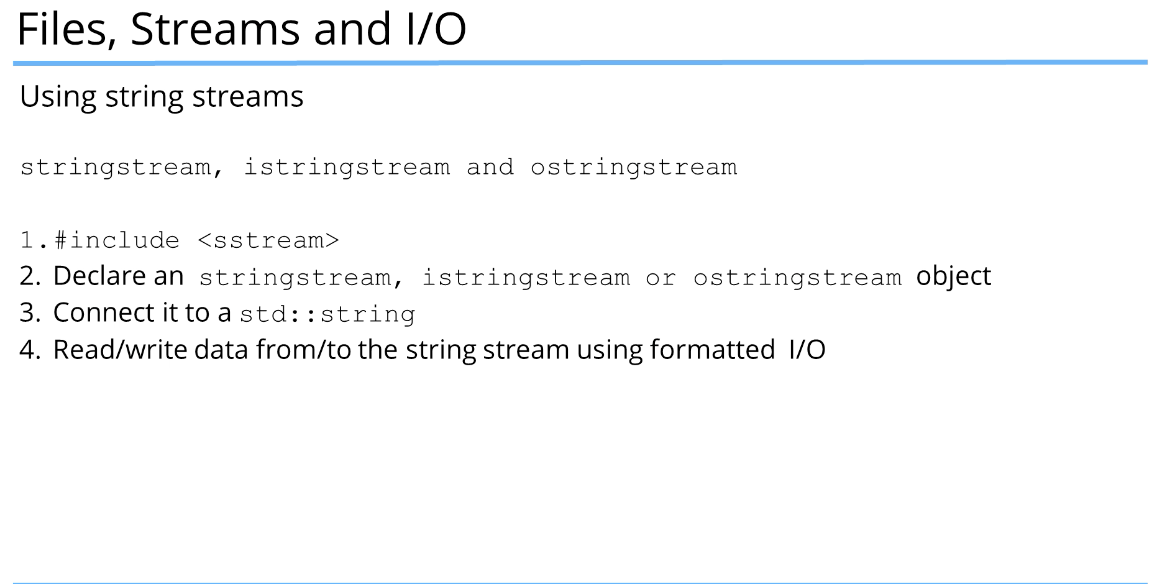 Files, Streams and I/O
Using string streams
stringstream, istringstream and ostringstream
1.#include <sstream>
2. Declare an stringstream, istringstream or ostringstream object
3. Connect it to a std::string
4. Read/write data from/to the string stream using formatted I/O